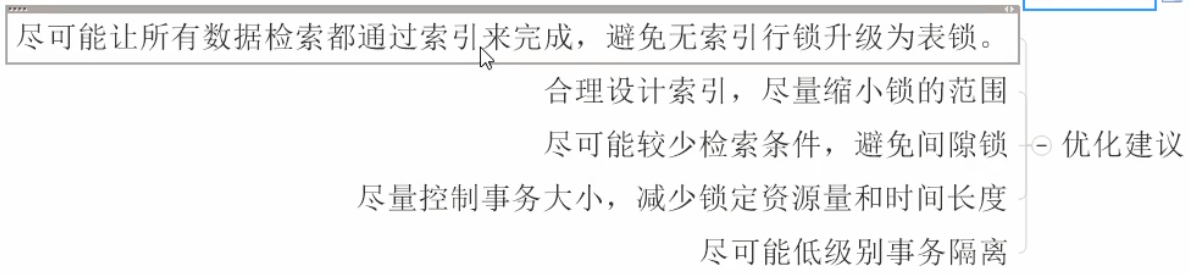 尽可能让所有数据检索都通过索引来完成，避免无索引行锁升级为表锁。
合理设计索引，尽量缩小锁的范围
尽可能较少检索条件，避免间隙锁
优化建议
尽量控制事务大小，减少锁定资源量和时间长度
尽可能低级别事务隔离